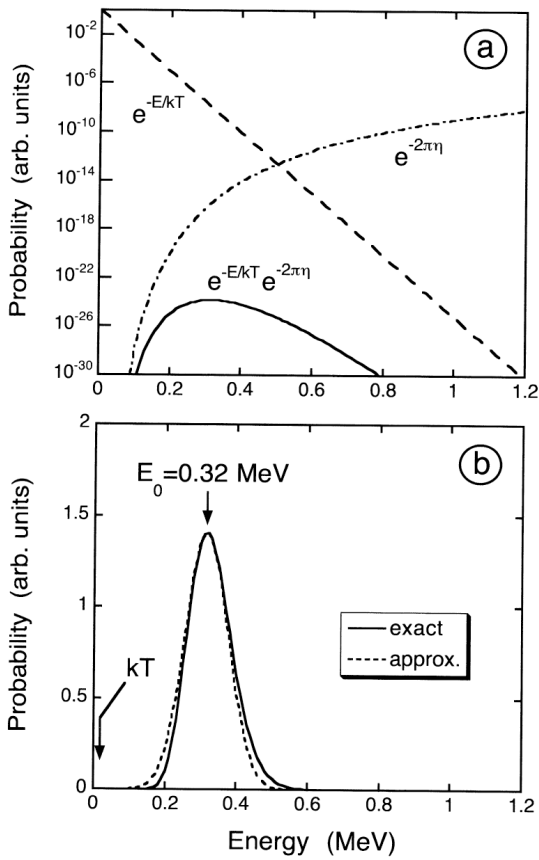 Probability (arb. units)
10^-2
10^-6
10^-10
10^-14
10^-18
10^-22
10^-26
10^-30
a
e^-E/kT
e^-2πη
e^-E/kT e^-2πη
0 0.2 0.4 0.6 0.8 1 1.2
Probability (arb. units)
2
1.5
1
0.5
0
b
E_0=0.32 MeV
exact
approx.
kT
0 0.2 0.4 0.6 0.8 1 1.2
Energy (MeV)